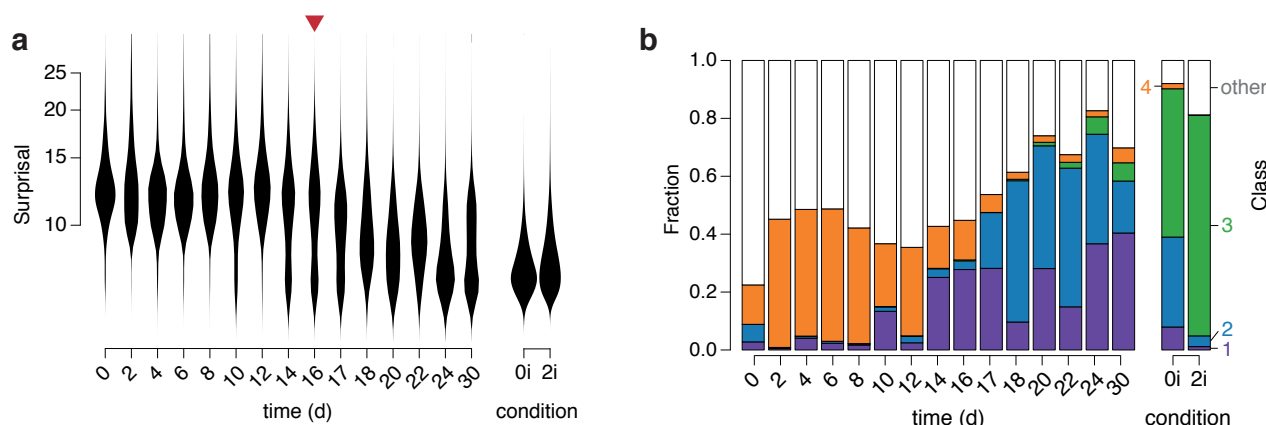 a
Surprisal
25
20
15
10
0 2 4 6 8 10 12 14 16 17 18 20 22 24 30
0i 2i
time (d)
condition
b
Fraction
1.0
0.8
0.6
0.4
0.2
0.0
0 2 4 6 8 10 12 14 16 17 18 20 22 24 30
0i 2i
time (d)
condition
4
other
3
2
1
Class